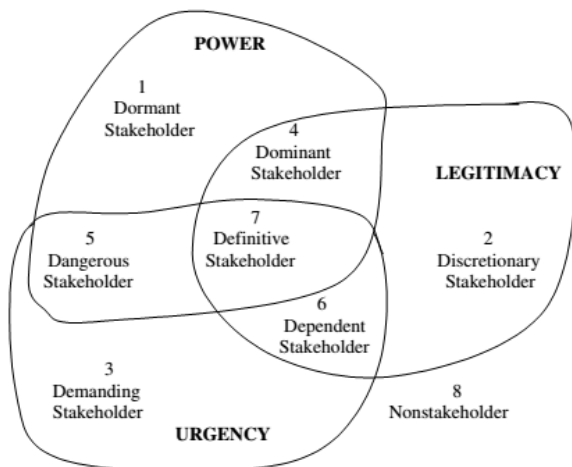 POWER
1
Dormant
Stakeholder
4
Dominant
Stakeholder
LEGITIMACY
5
Dangerous
Stakeholder
7
Definitive
Stakeholder
2
Discretionary
Stakeholder
6
Dependent
Stakeholder
3
Demanding
Stakeholder
8
Nonstakeholder
URGENCY